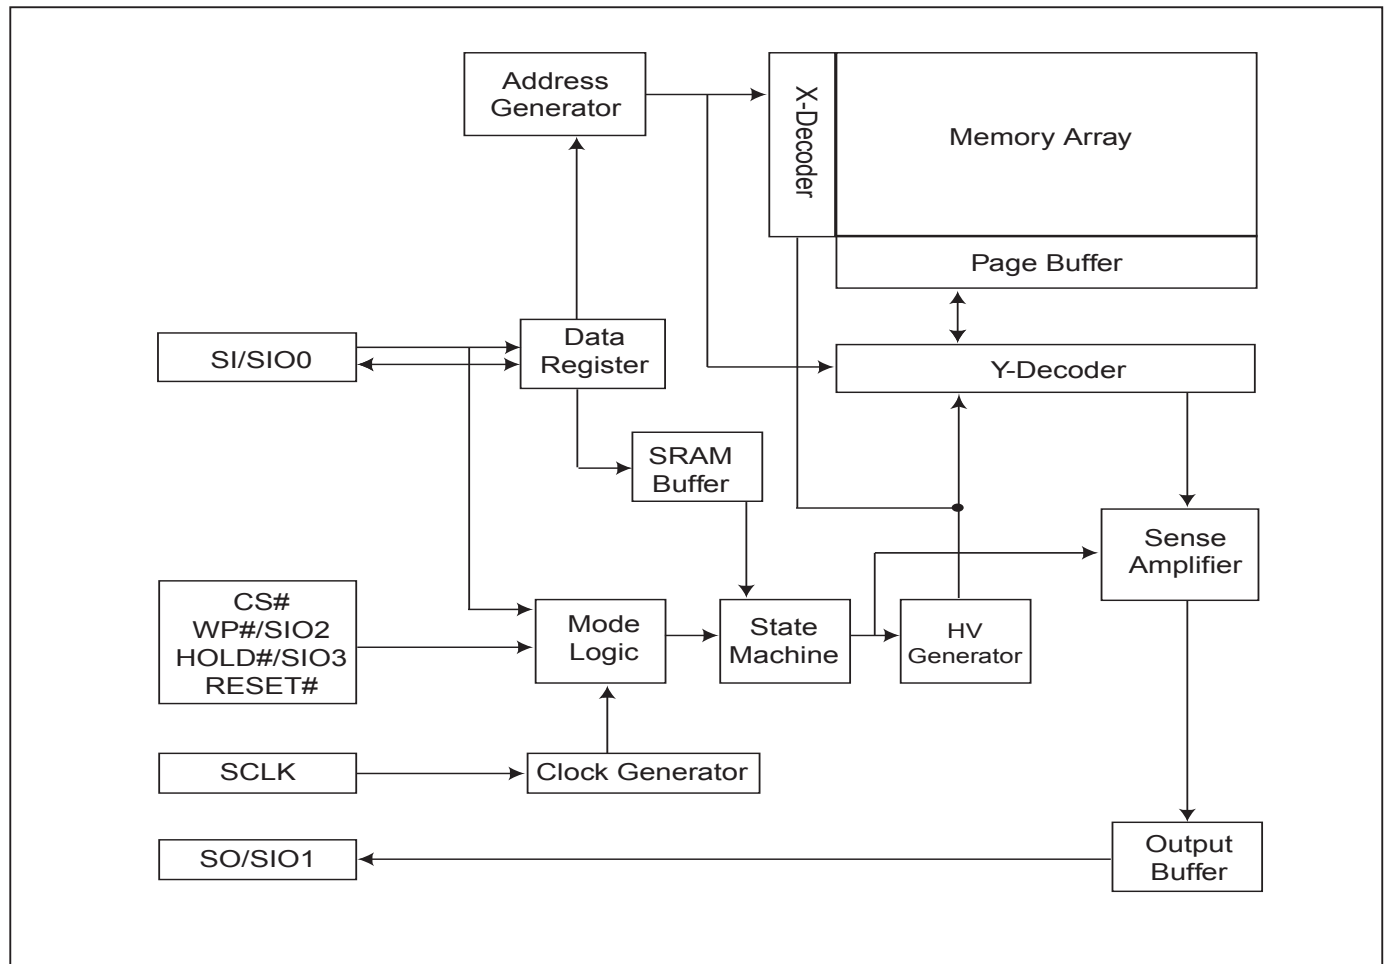 Address
Generator
X-Decoder
Memory Array
Page Buffer
SI/SIO0
Data
Register
Y-Decoder
SRAM
Buffer
Sense
Amplifier
CS#
WP#/SIO2
HOLD#/SIO3
RESET#
Mode
Logic
State
Machine
HV
Generator
SCLK
Clock Generator
SO/SIO1
Output
Buffer